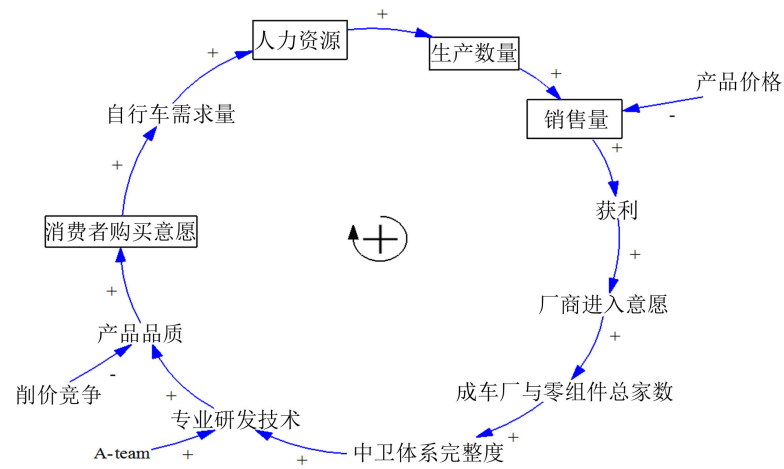 人力资源
+
生产数量
+
+
产品价格
自行车需求量
销售量
-
+
+
获利
消费者购买意愿
+
+
+
厂商进入意愿
产品品质
+
-
成车厂与零组件总家数
削价竞争
+
+
专业研发技术
+
A-team
+
+
中卫体系完整度